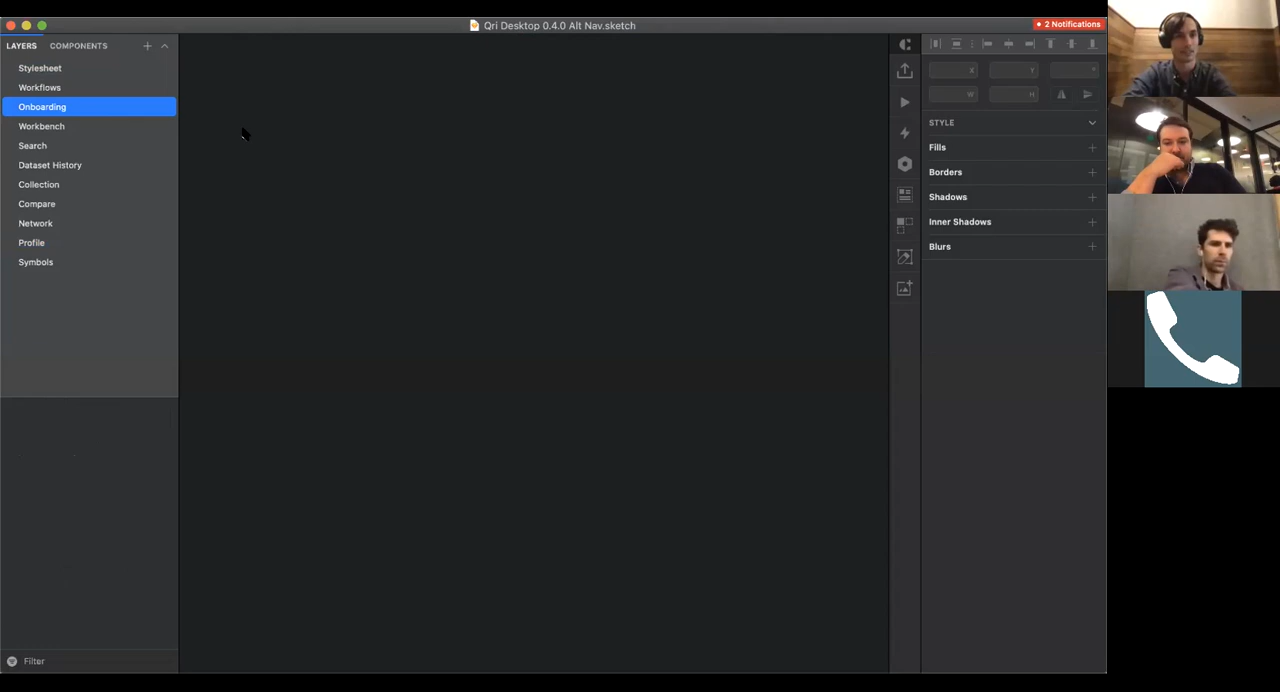 Qri Desktop 0.4.0 Alt Nav.sketch
2 Notifications
LAYERS COMPONENTS
Stylesheet
Workflows
Onboarding
Workbench
Search
Dataset History
Collection
Compare
Network
Profile
Symbols
Filter
X Y °
W H
STYLE
Fills
Borders
Shadows
Inner Shadows
Blurs